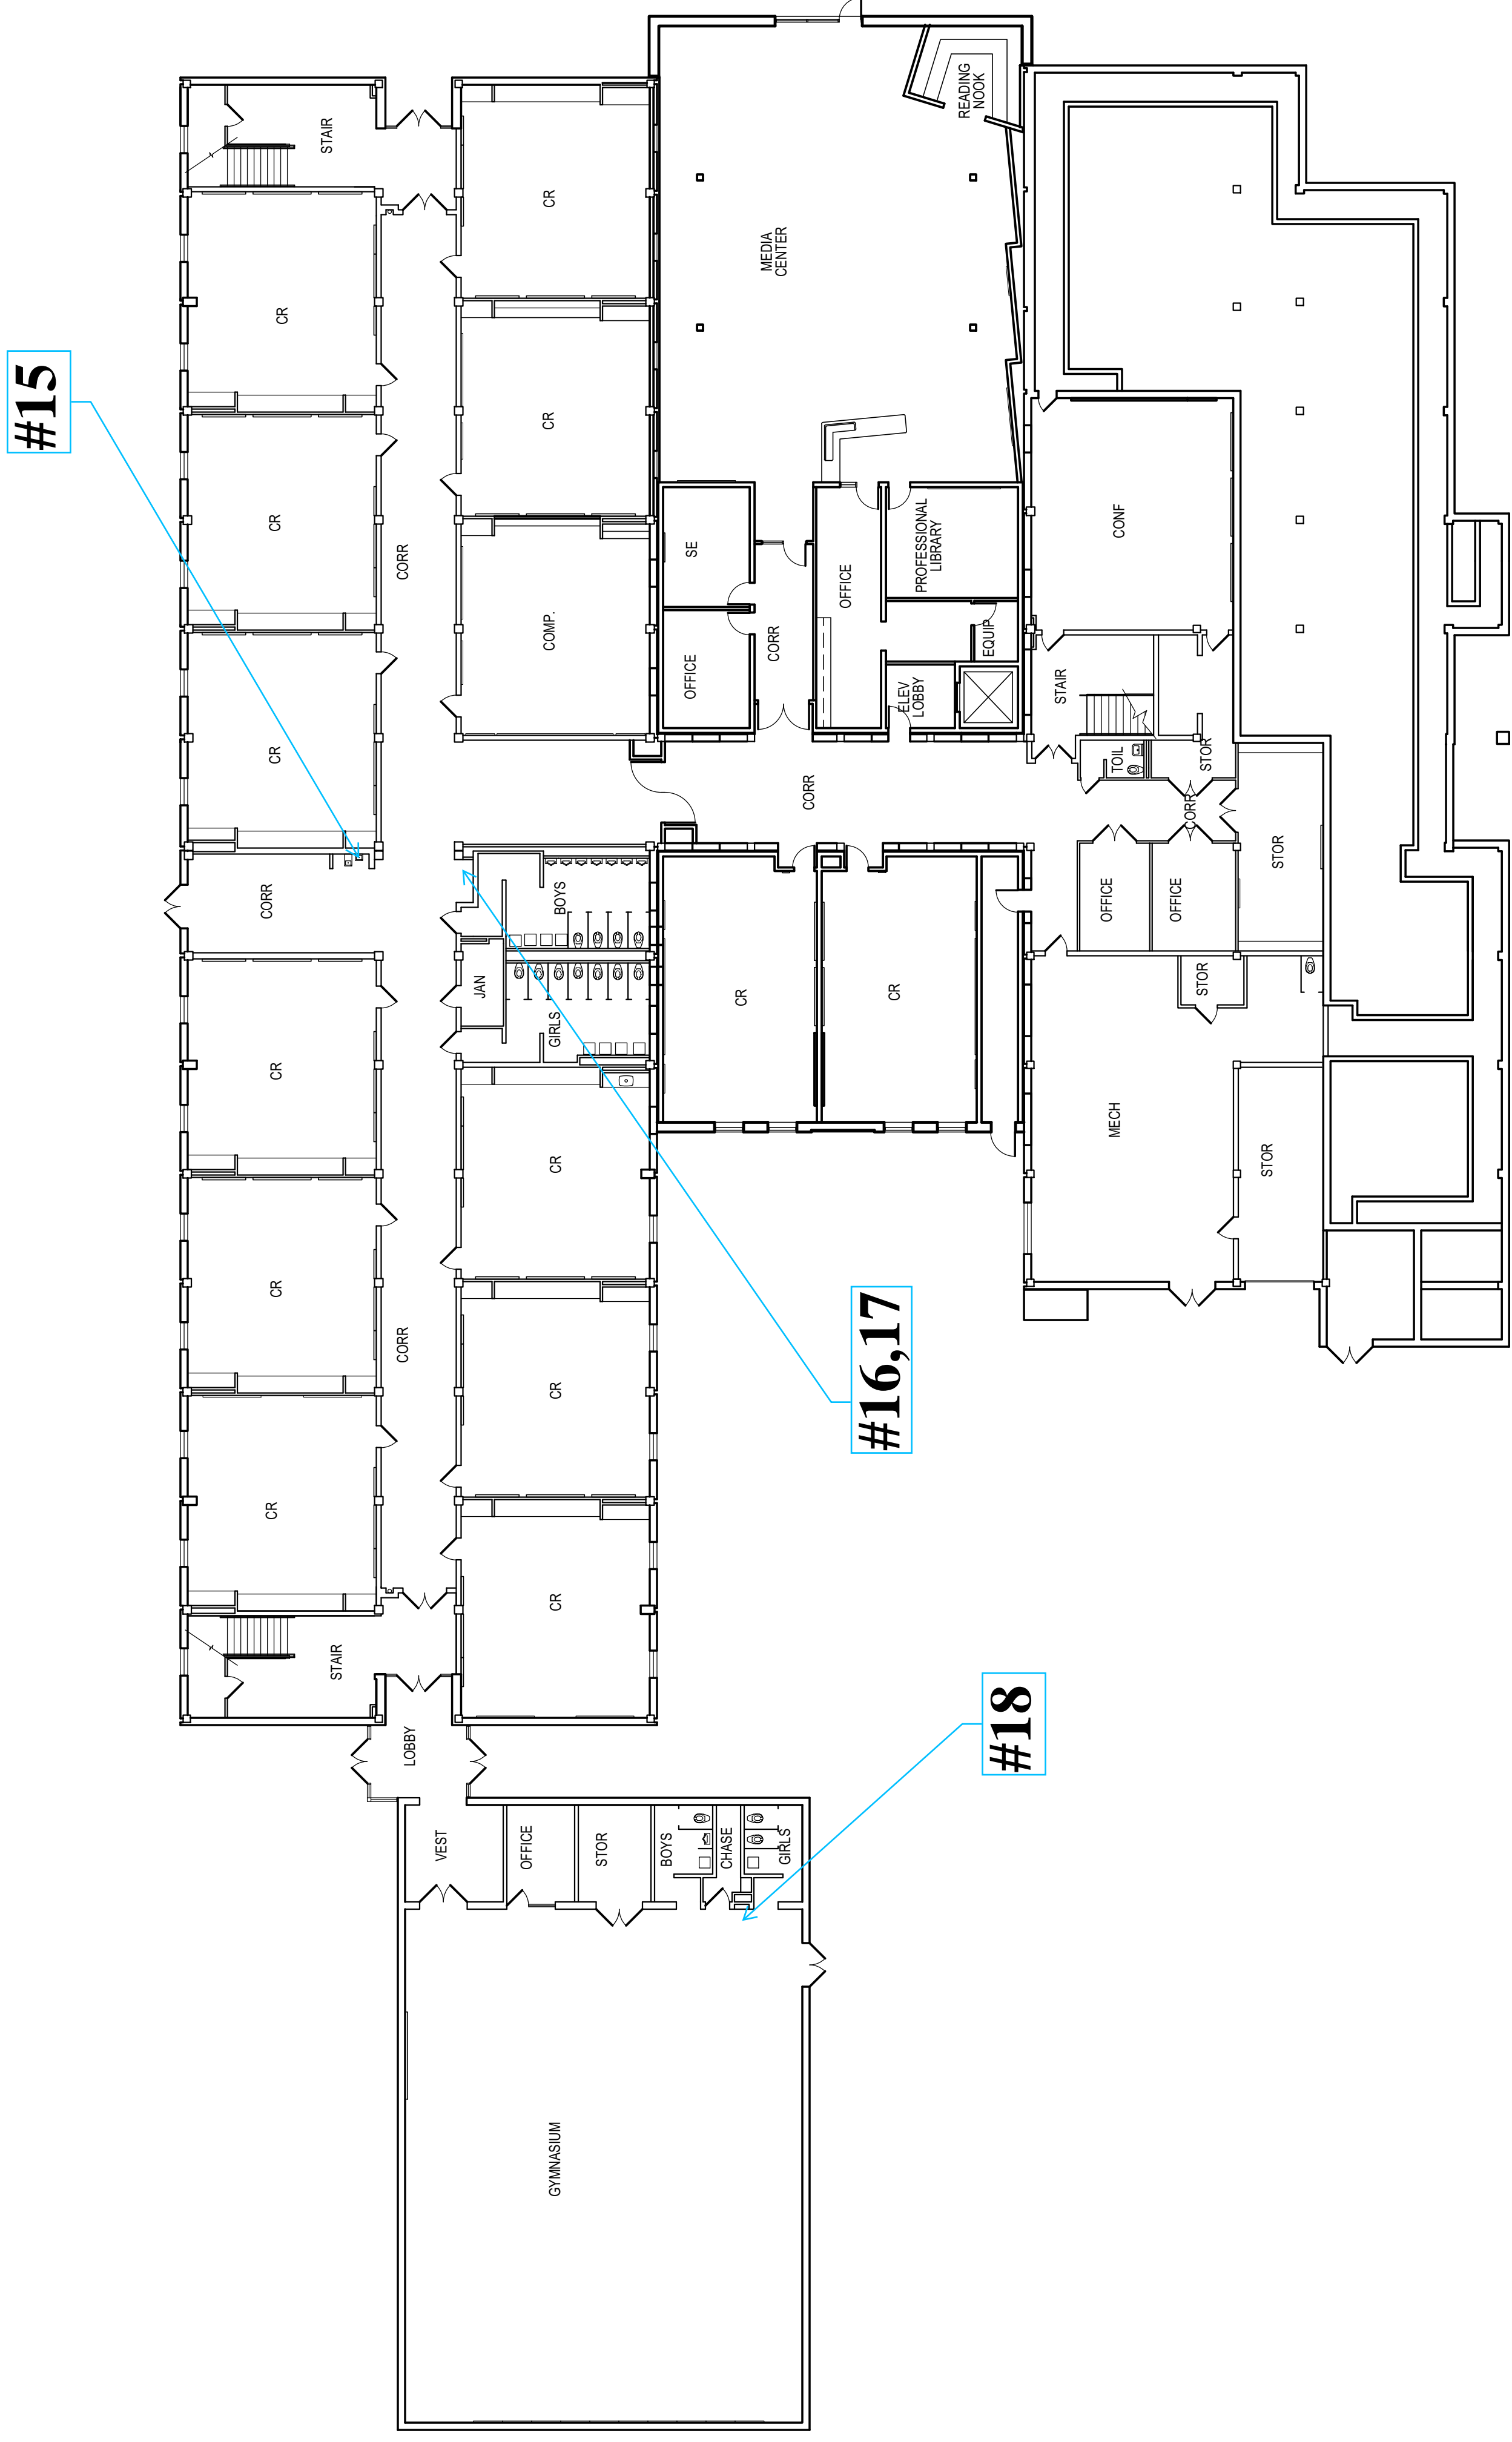 #15
CR
CR
CR
CORR
CR
CR
CR
STAIR
STAIR
LOBBY
CORR
CORR
VEST
JAN
OFFICE
GYMNASIUM
CR
CR
CR
GIRLS
BOYS
COMP.
CR
CR
STOR
BOYS
OFFICE
SE
CHASE
CR
GIRLS
CORR
MEDIA
CENTER
CORR
OFFICE
#16,17
CR
ELEV
LOBBY
PROFESSIONAL
LIBRARY
READING
NOOK
EQUIP
#18
STAIR
MECH
OFFICE
TOIL
CONF
OFFICE
CORR
STOR
STOR
STOR
STOR